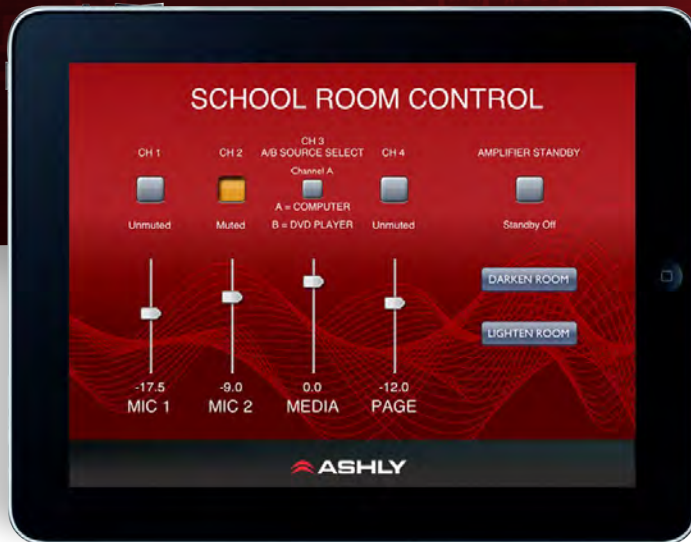 SCHOOL ROOM CONTROL
CH 1
CH 2
CH 3
A/B SOURCE SELECT
CH 4
AMPLIFIER STANDBY
Channel A
A = COMPUTER
Unmuted
Muted
B = DVD PLAYER
Unmuted
Standby Off
DARKEN ROOM
LIGHTEN ROOM
-17.5
-9.0
0.0
-12.0
MIC 1
MIC 2
MEDIA
PAGE
ASHLY